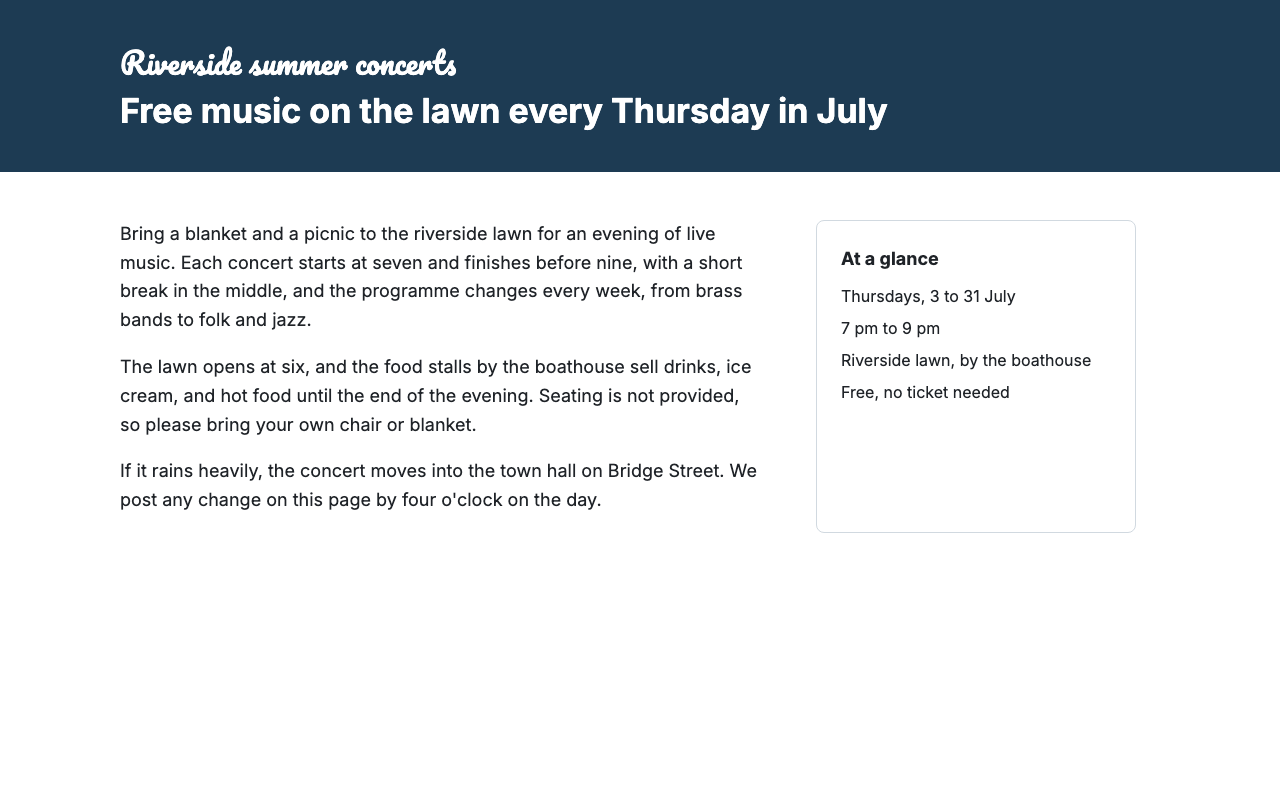 Riverside summer concerts
Free music on the lawn every Thursday in July
Bring a blanket and a picnic to the riverside lawn for an evening of live
music. Each concert starts at seven and finishes before nine, with a short
break in the middle, and the programme changes every week, from brass
bands to folk and jazz.
The lawn opens at six, and the food stalls by the boathouse sell drinks, ice
cream, and hot food until the end of the evening. Seating is not provided,
so please bring your own chair or blanket.
If it rains heavily, the concert moves into the town hall on Bridge Street. We
post any change on this page by four o'clock on the day.
At a glance
Thursdays, 3 to 31 July
7 pm to 9 pm
Riverside lawn, by the boathouse
Free, no ticket needed